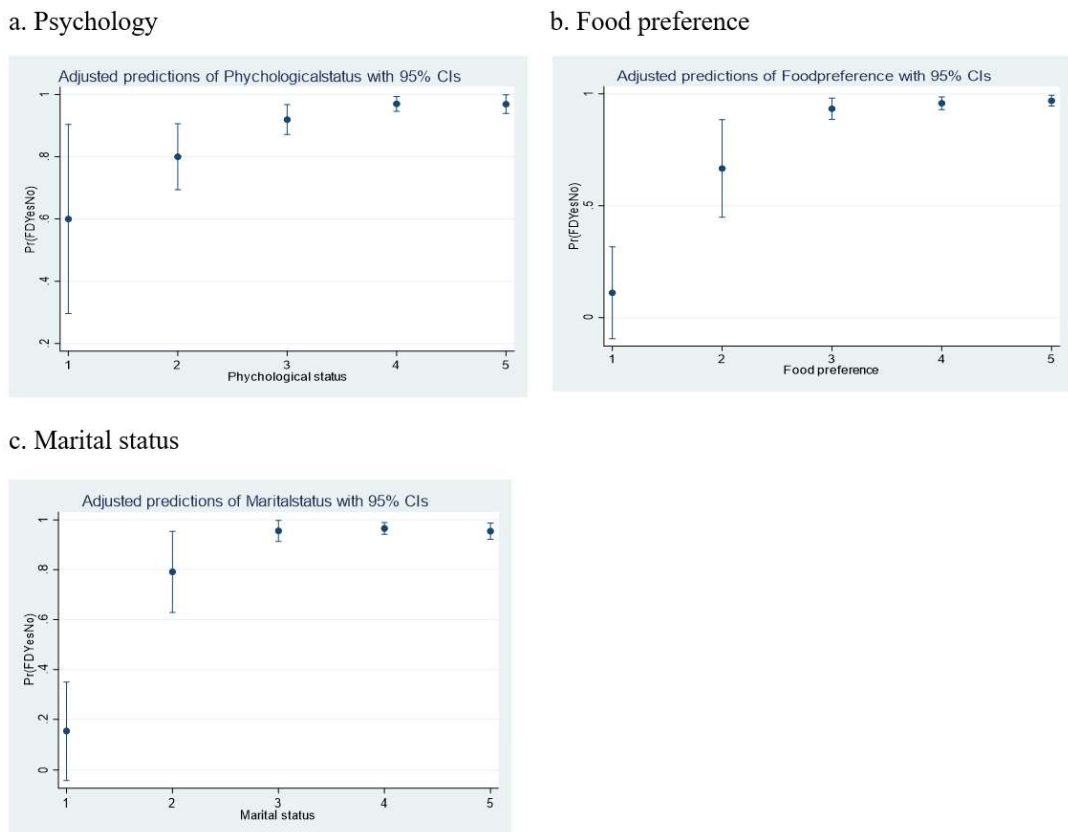 a. Psychology
Adjusted predictions of Phychologicalstatus with 95% CIs
Pr(FDYesNo)
1
.8
.6
.4
.2
1 2 3 4 5
Phychological status
b. Food preference
Adjusted predictions of Foodpreference with 95% CIs
Pr(FDYesNo)
1
.5
0
1 2 3 4 5
Food preference
c. Marital status
Adjusted predictions of Maritalstatus with 95% CIs
Pr(FDYesNo)
1
.8
.6
.4
.2
0
1 2 3 4 5
Marital status